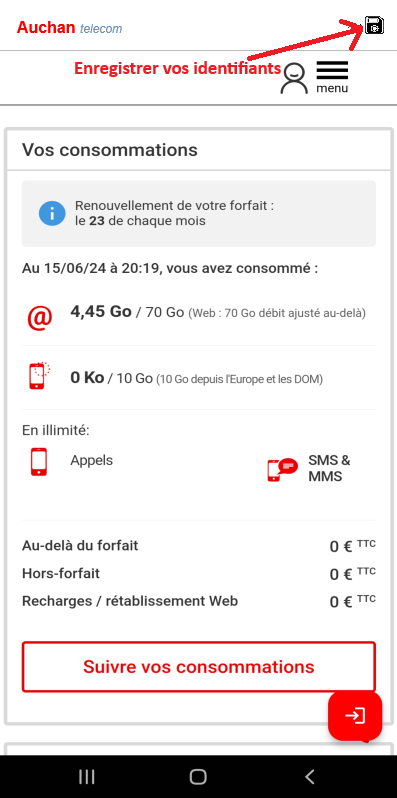 Auchan telecom
Enregistrer vos identifiants
menu
Vos consommations
Renouvellement de votre forfait :
le 23 de chaque mois
Au 15/06/24 à 20:19, vous avez consommé :
@ 4,45 Go / 70 Go (Web : 70 Go débit ajusté au-delà)
0 Ko / 10 Go (10 Go depuis l'Europe et les DOM)
En illimité:
Appels
SMS &
MMS
Au-delà du forfait 0 € TTC
Hors-forfait 0 € TTC
Recharges / rétablissement Web 0 € TTC
Suivre vos consommations